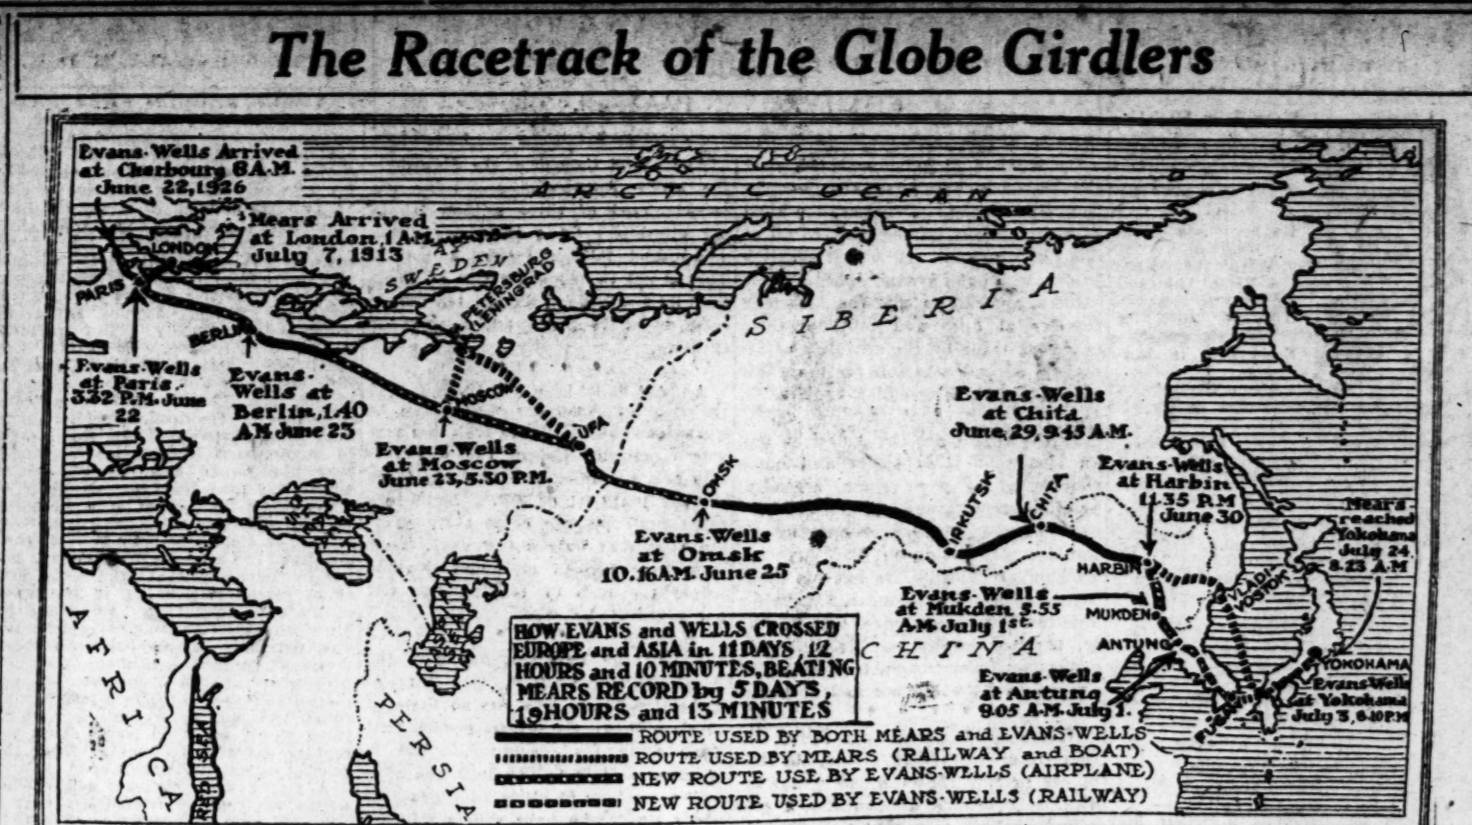 The Racetrack of the Globe Girdlers
Evans-Wells Arrived
at Cherbourg 6 A.M.
June 22, 1926
ARCTIC OCEAN
Mears Arrived
at London, 1 A.M.
July 7, 1913
LONDON
SWEDEN
PETERSBURG
(LENINGRAD
SIBERIA
PARIS
BERLIN
Evans-Wells
at Paris
3.32 P.M. June
22
Evans-
Wells at
Berlin, 1.40
AM June 23
MOSCOW
UFA
Evans-Wells
at Moscow
June 23, 5.30 P.M.
OMSK
Evans-Wells
at Omsk
10.16 A.M. June 25
IRKUTSK
CHITA
Evans-Wells
at Chita
June 29, 9.45 A.M.
Evans-Wells
at Harbin
11.35 P.M
June 30
Mears
reached
Yokohama
July 24
8.23 A.M
HARBIN
VLADI-
VOSTOK
Evans-Wells
at Mukden 5.55
A.M. July 1st.
MUKDEN
ANTUNG
CHINA
Evans-Wells
at Antung
9.05 A.M. July 1.
FUSAN
YOKOHAMA
Evans-Wells
at Yokohama
July 3, 6.10 P.M
AFRICA
RED SEA
PERSIA
HOW EVANS and WELLS CROSSED
EUROPE and ASIA in 11 DAYS, 12
HOURS and 10 MINUTES, BEATING
MEARS RECORD by 5 DAYS,
19 HOURS and 13 MINUTES
ROUTE USED BY BOTH MEARS and EVANS-WELLS
ROUTE USED BY MEARS (RAILWAY and BOAT)
NEW ROUTE USE BY EVANS-WELLS (AIRPLANE)
NEW ROUTE USED BY EVANS-WELLS (RAILWAY)